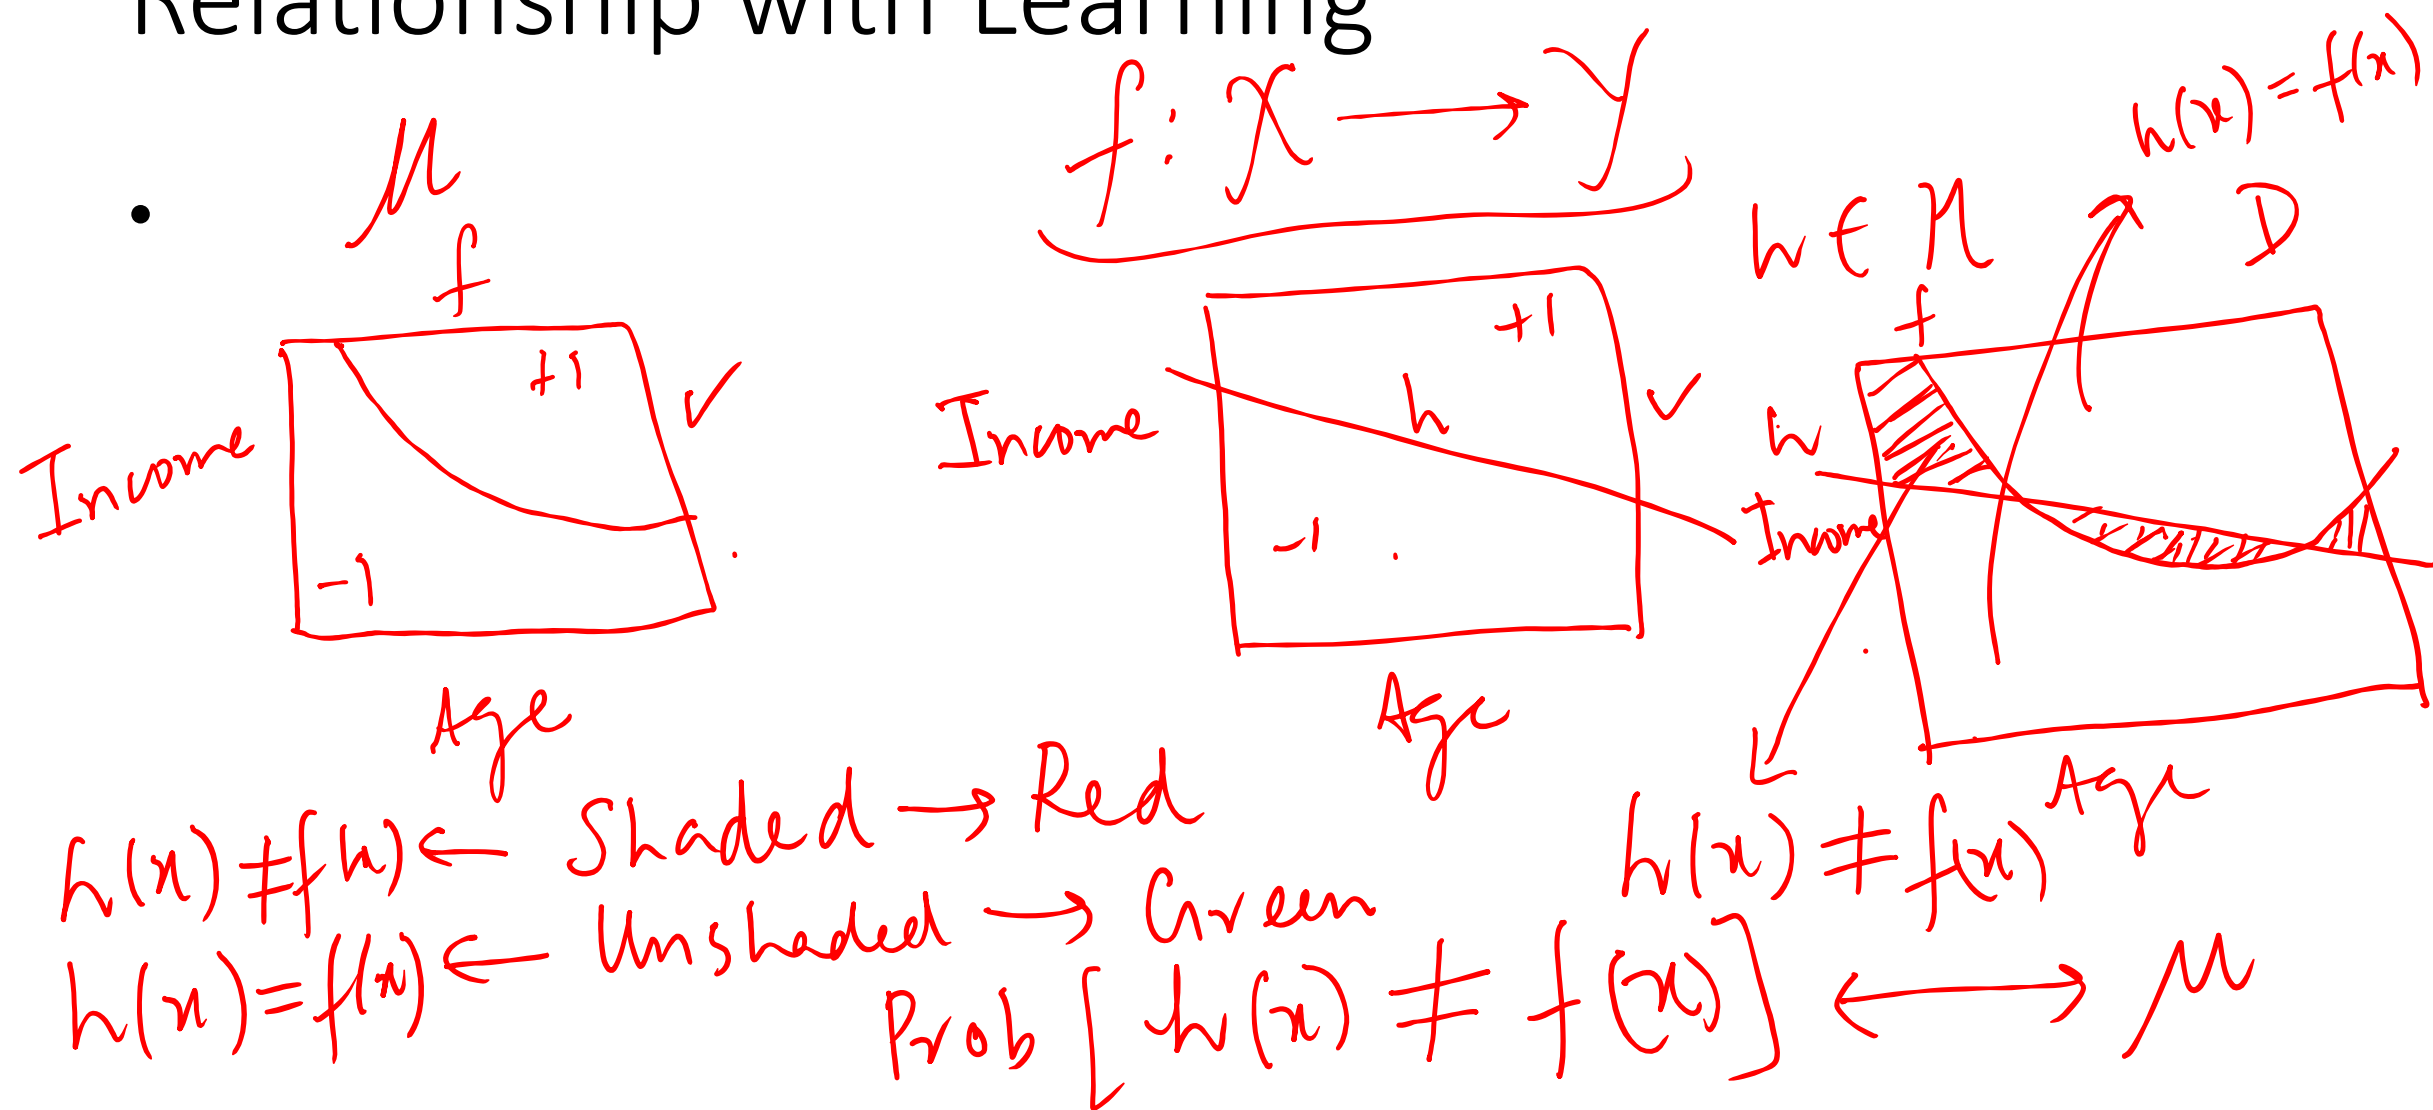 Relationship with Learning
f : X → Y
h(x) = f(x)
μ
h ∈ H
D
f
f
+1
+1
h
h
Income
Income
Income
-1
-1
Age
Age
Age
h(x) ≠ f(x) ← Shaded → Red
h(x) ≠ f(x)
h(x) = f(x) ← Unshaded → Green
Prob [ h(x) ≠ f(x) ] ↔ μ